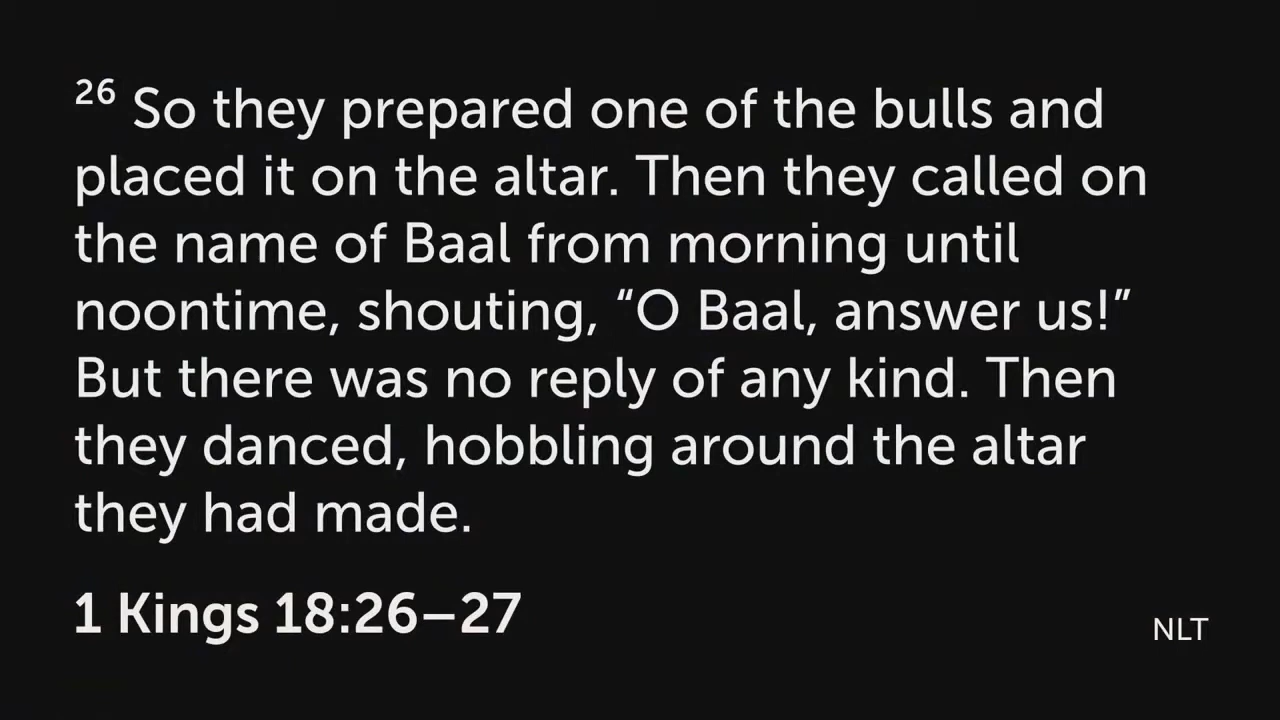 26 So they prepared one of the bulls and
placed it on the altar. Then they called on
the name of Baal from morning until
noontime, shouting, “O Baal, answer us!”
But there was no reply of any kind. Then
they danced, hobbling around the altar
they had made.
1 Kings 18:26–27
NLT